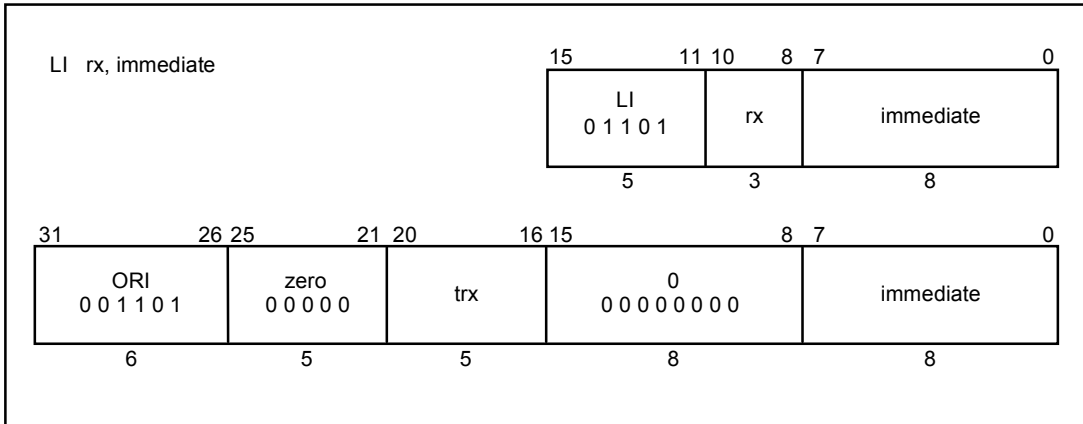 LI rx, immediate
15 11 10 8 7 0
LI
0 1 1 0 1
rx
immediate
5 3 8
31 26 25 21 20 16 15 8 7 0
ORI
0 0 1 1 0 1
zero
0 0 0 0 0
trx
0
0 0 0 0 0 0 0 0
immediate
6 5 5 8 8